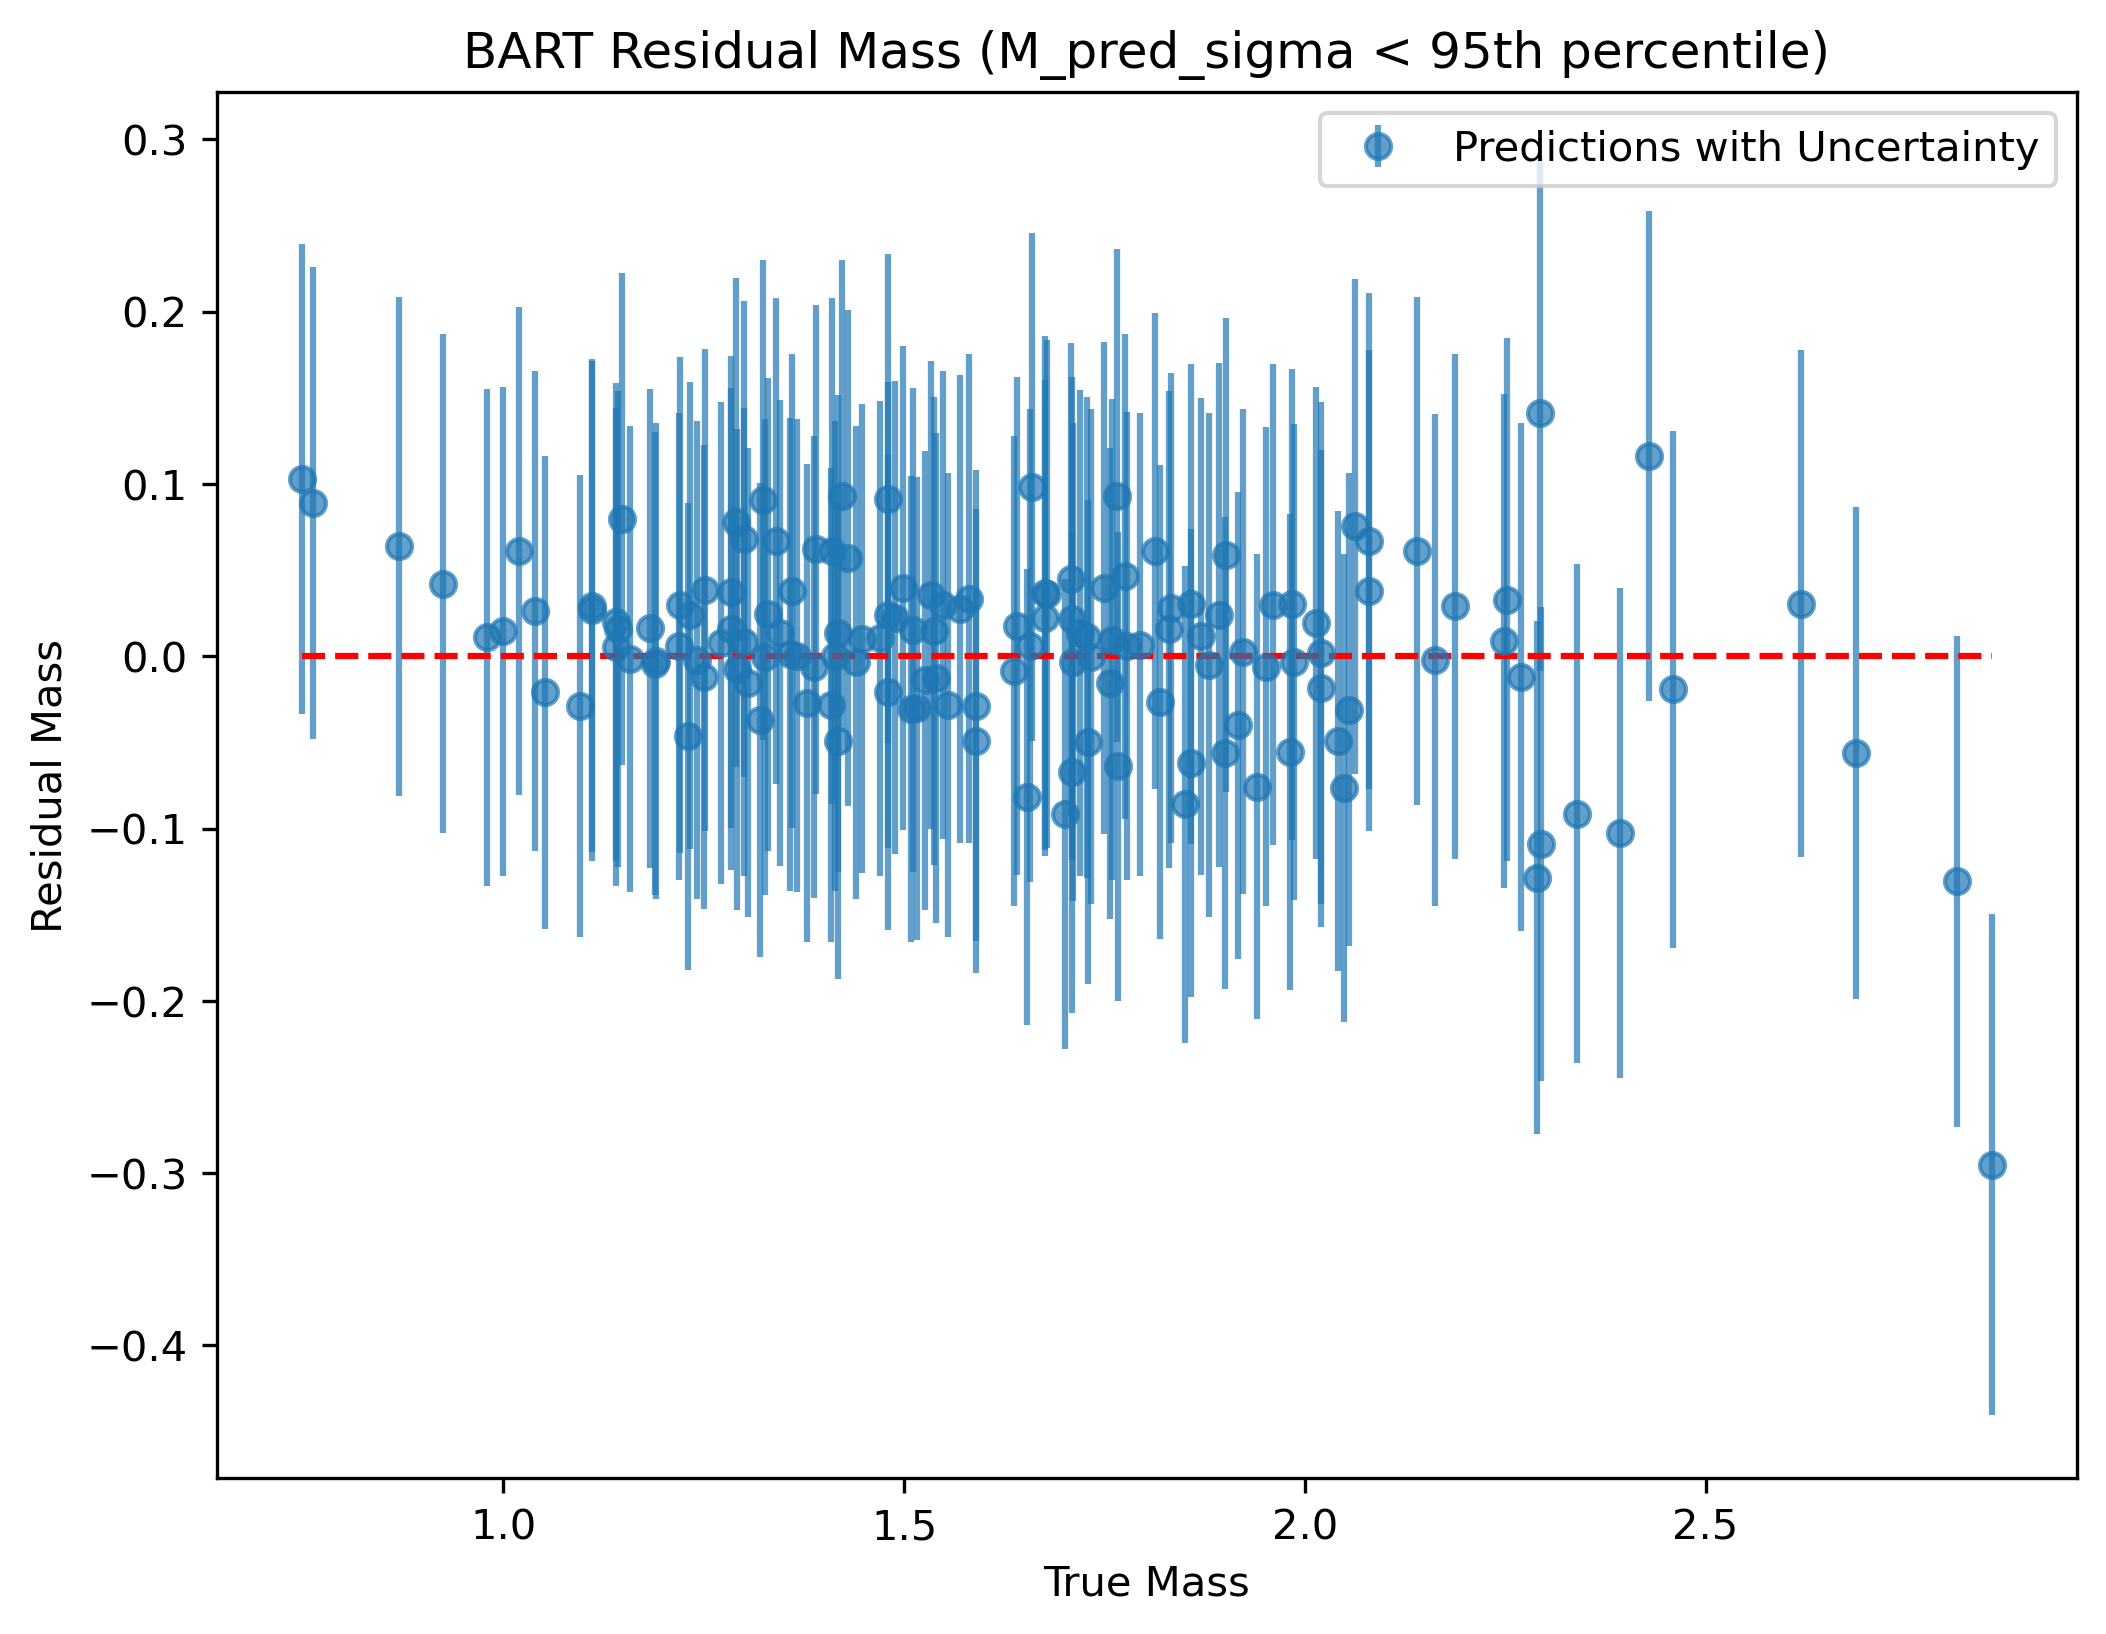 BART Residual Mass (M_pred_sigma < 95th percentile)
Predictions with Uncertainty
0.3
0.2
0.1
0.0
−0.1
−0.2
−0.3
−0.4
Residual Mass
1.0 1.5 2.0 2.5
True Mass